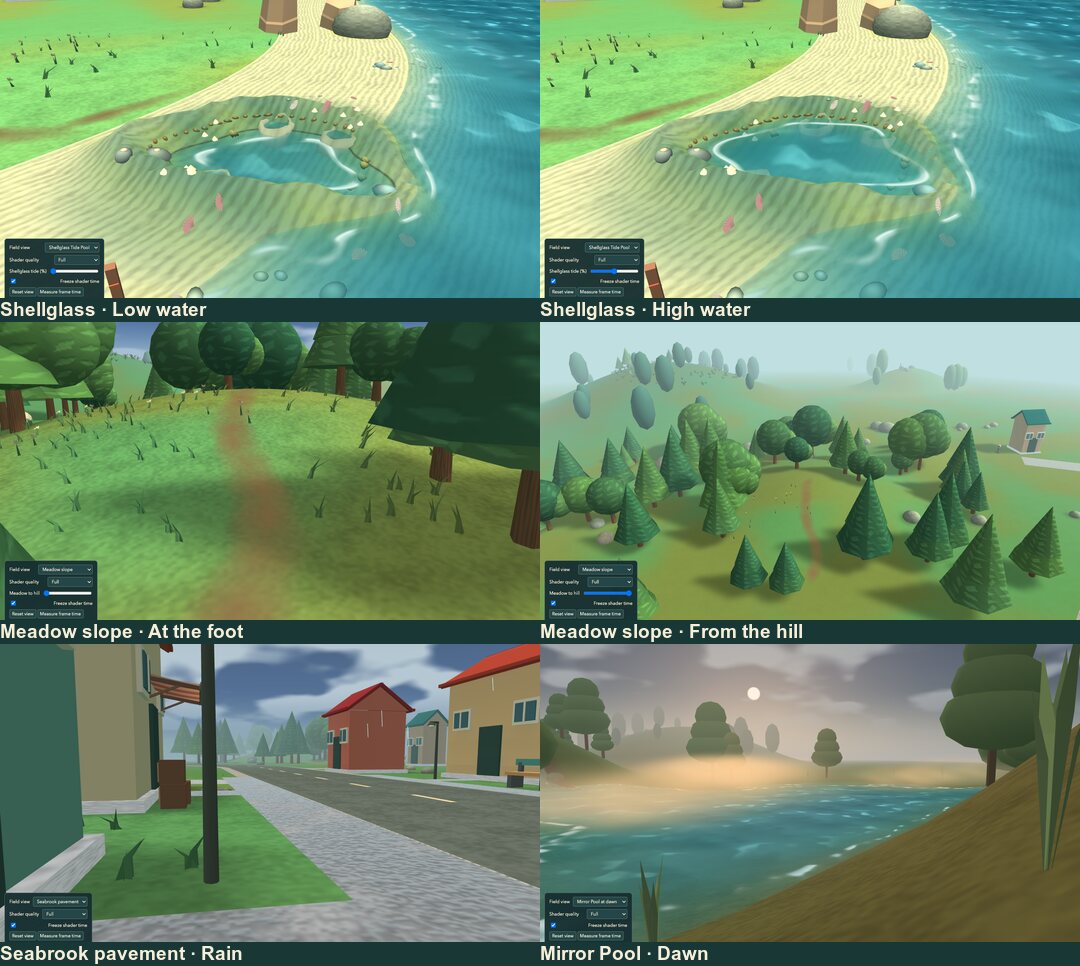 Field view Shellglass Tide Pool
Shader quality Full
Shellglass tide (%)
Freeze shader time
Reset view Measure frame time
Shellglass · Low water
Field view Shellglass Tide Pool
Shader quality Full
Shellglass tide (%)
Freeze shader time
Reset view Measure frame time
Shellglass · High water
Field view Meadow slope
Shader quality Full
Meadow to hill
Freeze shader time
Reset view Measure frame time
Meadow slope · At the foot
Field view Meadow slope
Shader quality Full
Meadow to hill
Freeze shader time
Reset view Measure frame time
Meadow slope · From the hill
Field view Seabrook pavement
Shader quality Full
Freeze shader time
Reset view Measure frame time
Seabrook pavement · Rain
Field view Mirror Pool at dawn
Shader quality Full
Freeze shader time
Reset view Measure frame time
Mirror Pool · Dawn